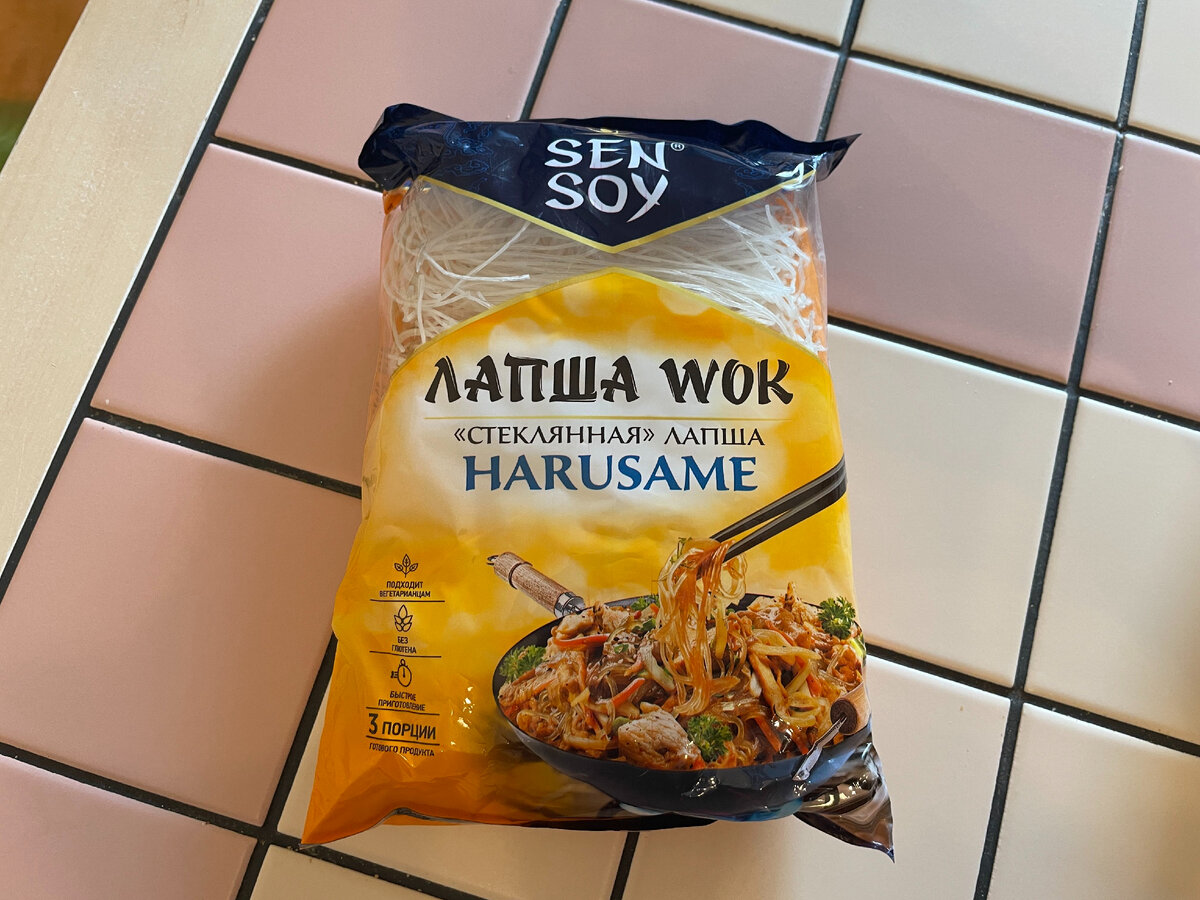 SEN®
SOY
ЛАПША WOK
«СТЕКЛЯННАЯ» ЛАПША
HARUSAME
ПОДХОДИТ
ВЕГЕТАРИАНЦАМ
БЕЗ
ГЛЮТЕНА
БЫСТРОЕ
ПРИГОТОВЛЕНИЕ
3 ПОРЦИИ
ГОТОВОГО ПРОДУКТА